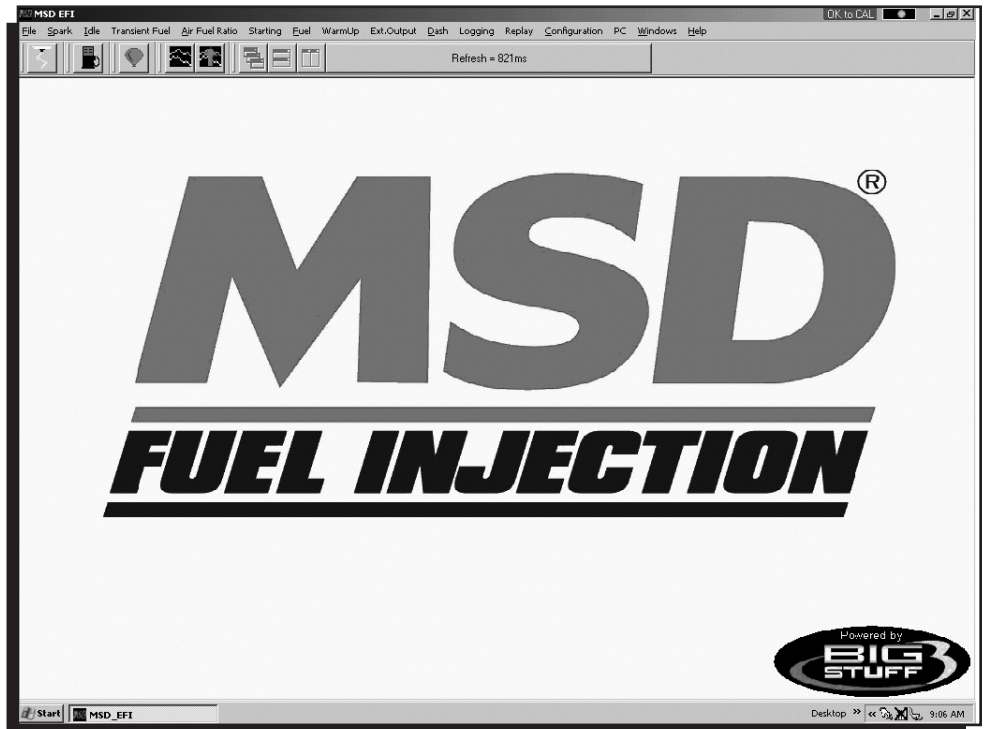 MSD EFI OK to CAL
File Spark Idle Transient Fuel Air Fuel Ratio Starting Fuel WarmUp Ext.Output Dash Logging Replay Configuration PC Windows Help
Refresh = 821ms
MSD®
FUEL INJECTION
Powered by
BIG
STUFF
3
Start MSD_EFI Desktop » « 9:06 AM